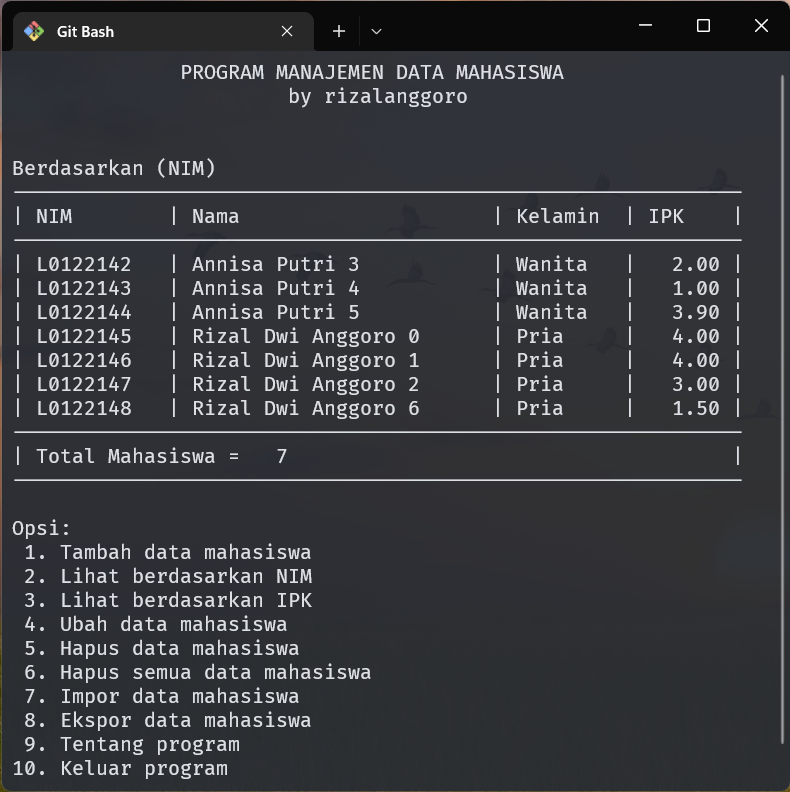 Git Bash
PROGRAM MANAJEMEN DATA MAHASISWA
by rizalanggoro
Berdasarkan (NIM)
| NIM | Nama | Kelamin | IPK |
| L0122142 | Annisa Putri 3 | Wanita | 2.00 |
| L0122143 | Annisa Putri 4 | Wanita | 1.00 |
| L0122144 | Annisa Putri 5 | Wanita | 3.90 |
| L0122145 | Rizal Dwi Anggoro 0 | Pria | 4.00 |
| L0122146 | Rizal Dwi Anggoro 1 | Pria | 4.00 |
| L0122147 | Rizal Dwi Anggoro 2 | Pria | 3.00 |
| L0122148 | Rizal Dwi Anggoro 6 | Pria | 1.50 |
| Total Mahasiswa = 7 |
Opsi:
1. Tambah data mahasiswa
2. Lihat berdasarkan NIM
3. Lihat berdasarkan IPK
4. Ubah data mahasiswa
5. Hapus data mahasiswa
6. Hapus semua data mahasiswa
7. Impor data mahasiswa
8. Ekspor data mahasiswa
9. Tentang program
10. Keluar program